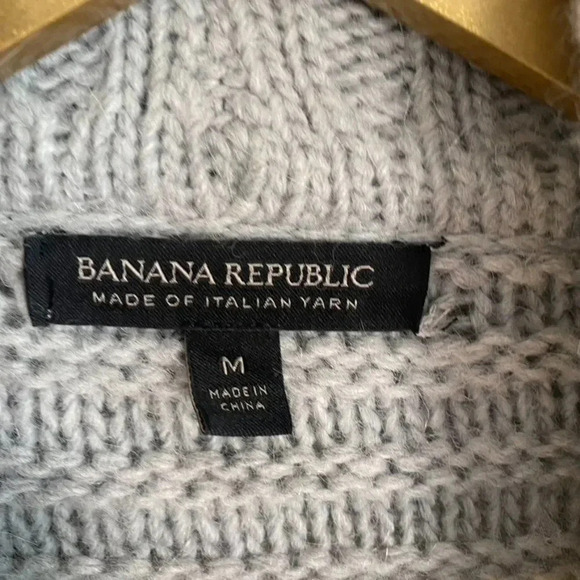 BANANA REPUBLIC
MADE OF ITALIAN YARN
M
MADE IN
CHINA